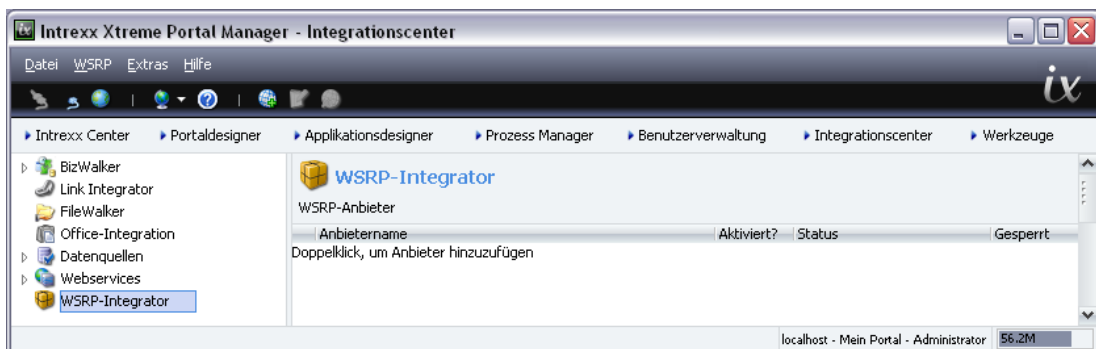 Intrexx Xtreme Portal Manager - Integrationscenter
Datei WSRP Extras Hilfe
ix
Intrexx Center Portaldesigner Applikationsdesigner Prozess Manager Benutzerverwaltung Integrationscenter Werkzeuge
BizWalker
Link Integrator
FileWalker
Office-Integration
Datenquellen
Webservices
WSRP-Integrator
WSRP-Integrator
WSRP-Anbieter
Anbietername Aktiviert? Status Gesperrt
Doppelklick, um Anbieter hinzuzufügen
localhost - Mein Portal - Administrator 56.2M